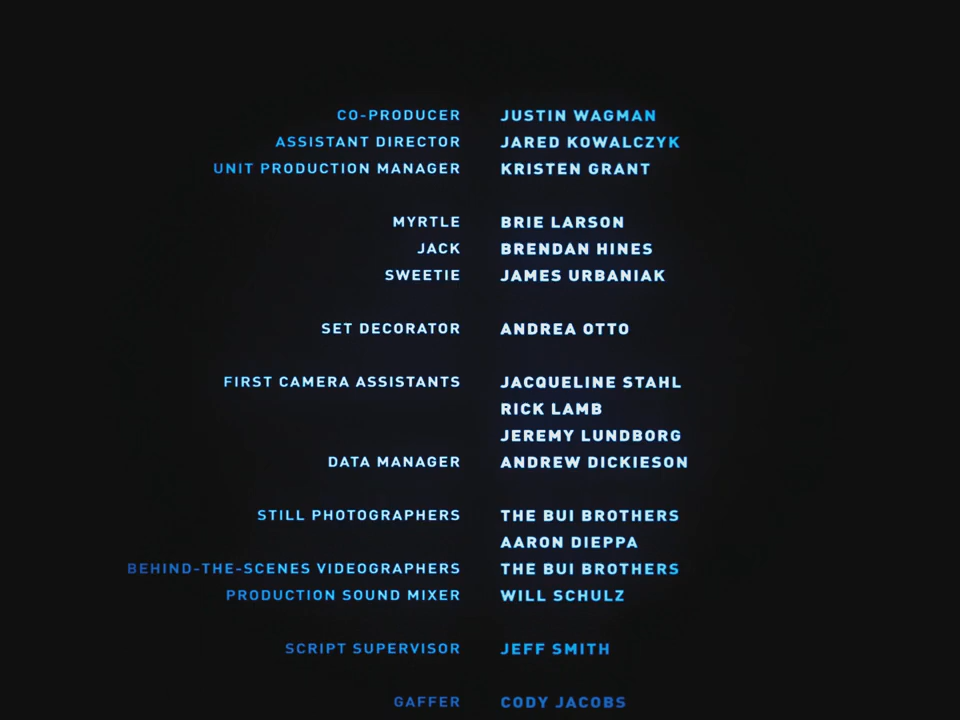 CO-PRODUCER JUSTIN WAGMAN
ASSISTANT DIRECTOR JARED KOWALCZYK
UNIT PRODUCTION MANAGER KRISTEN GRANT
MYRTLE BRIE LARSON
JACK BRENDAN HINES
SWEETIE JAMES URBANIAK
SET DECORATOR ANDREA OTTO
FIRST CAMERA ASSISTANTS JACQUELINE STAHL
RICK LAMB
JEREMY LUNDBORG
DATA MANAGER ANDREW DICKIESON
STILL PHOTOGRAPHERS THE BUI BROTHERS
AARON DIEPPA
BEHIND-THE-SCENES VIDEOGRAPHERS THE BUI BROTHERS
PRODUCTION SOUND MIXER WILL SCHULZ
SCRIPT SUPERVISOR JEFF SMITH
GAFFER CODY JACOBS